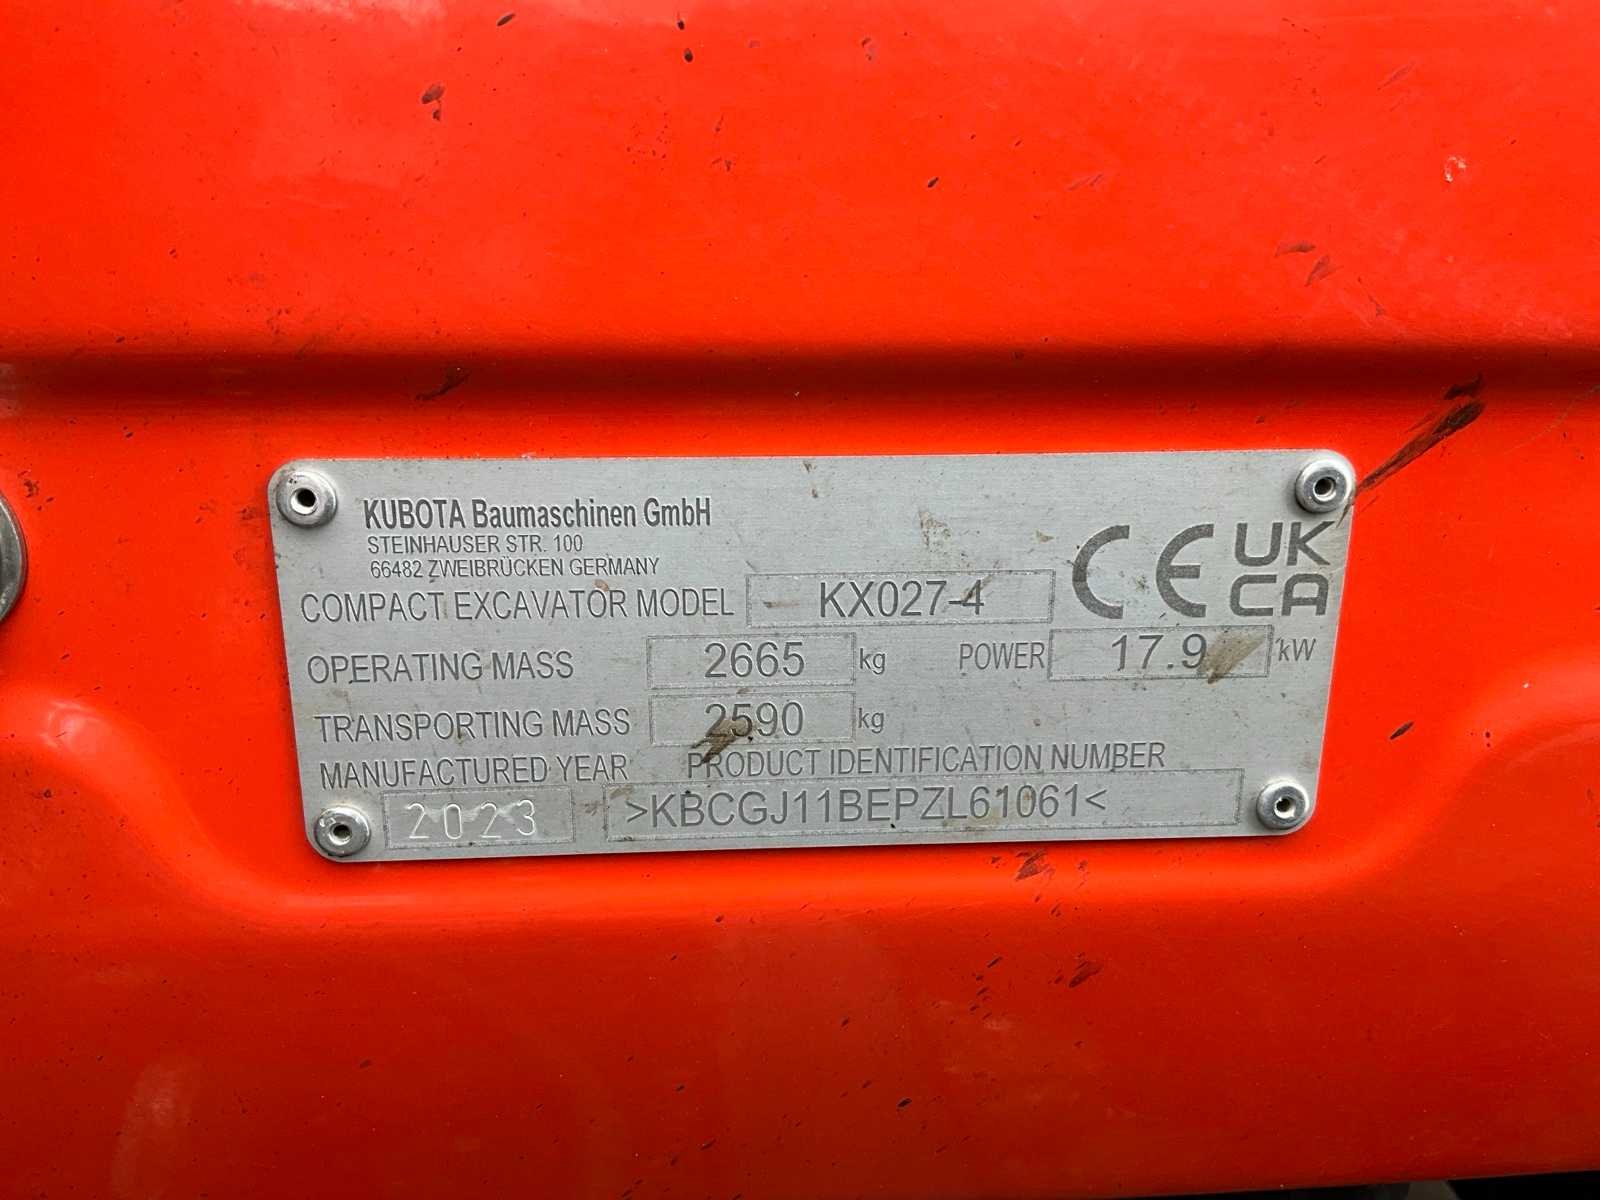 KUBOTA Baumaschinen GmbH
STEINHAUSER STR. 100
66482 ZWEIBRÜCKEN GERMANY
CE UK
CA
COMPACT EXCAVATOR MODEL KX027-4
OPERATING MASS 2665 kg POWER 17.9 kW
TRANSPORTING MASS 2590 kg
MANUFACTURED YEAR PRODUCT IDENTIFICATION NUMBER
2023 >KBCGJ11BEPZL61061<